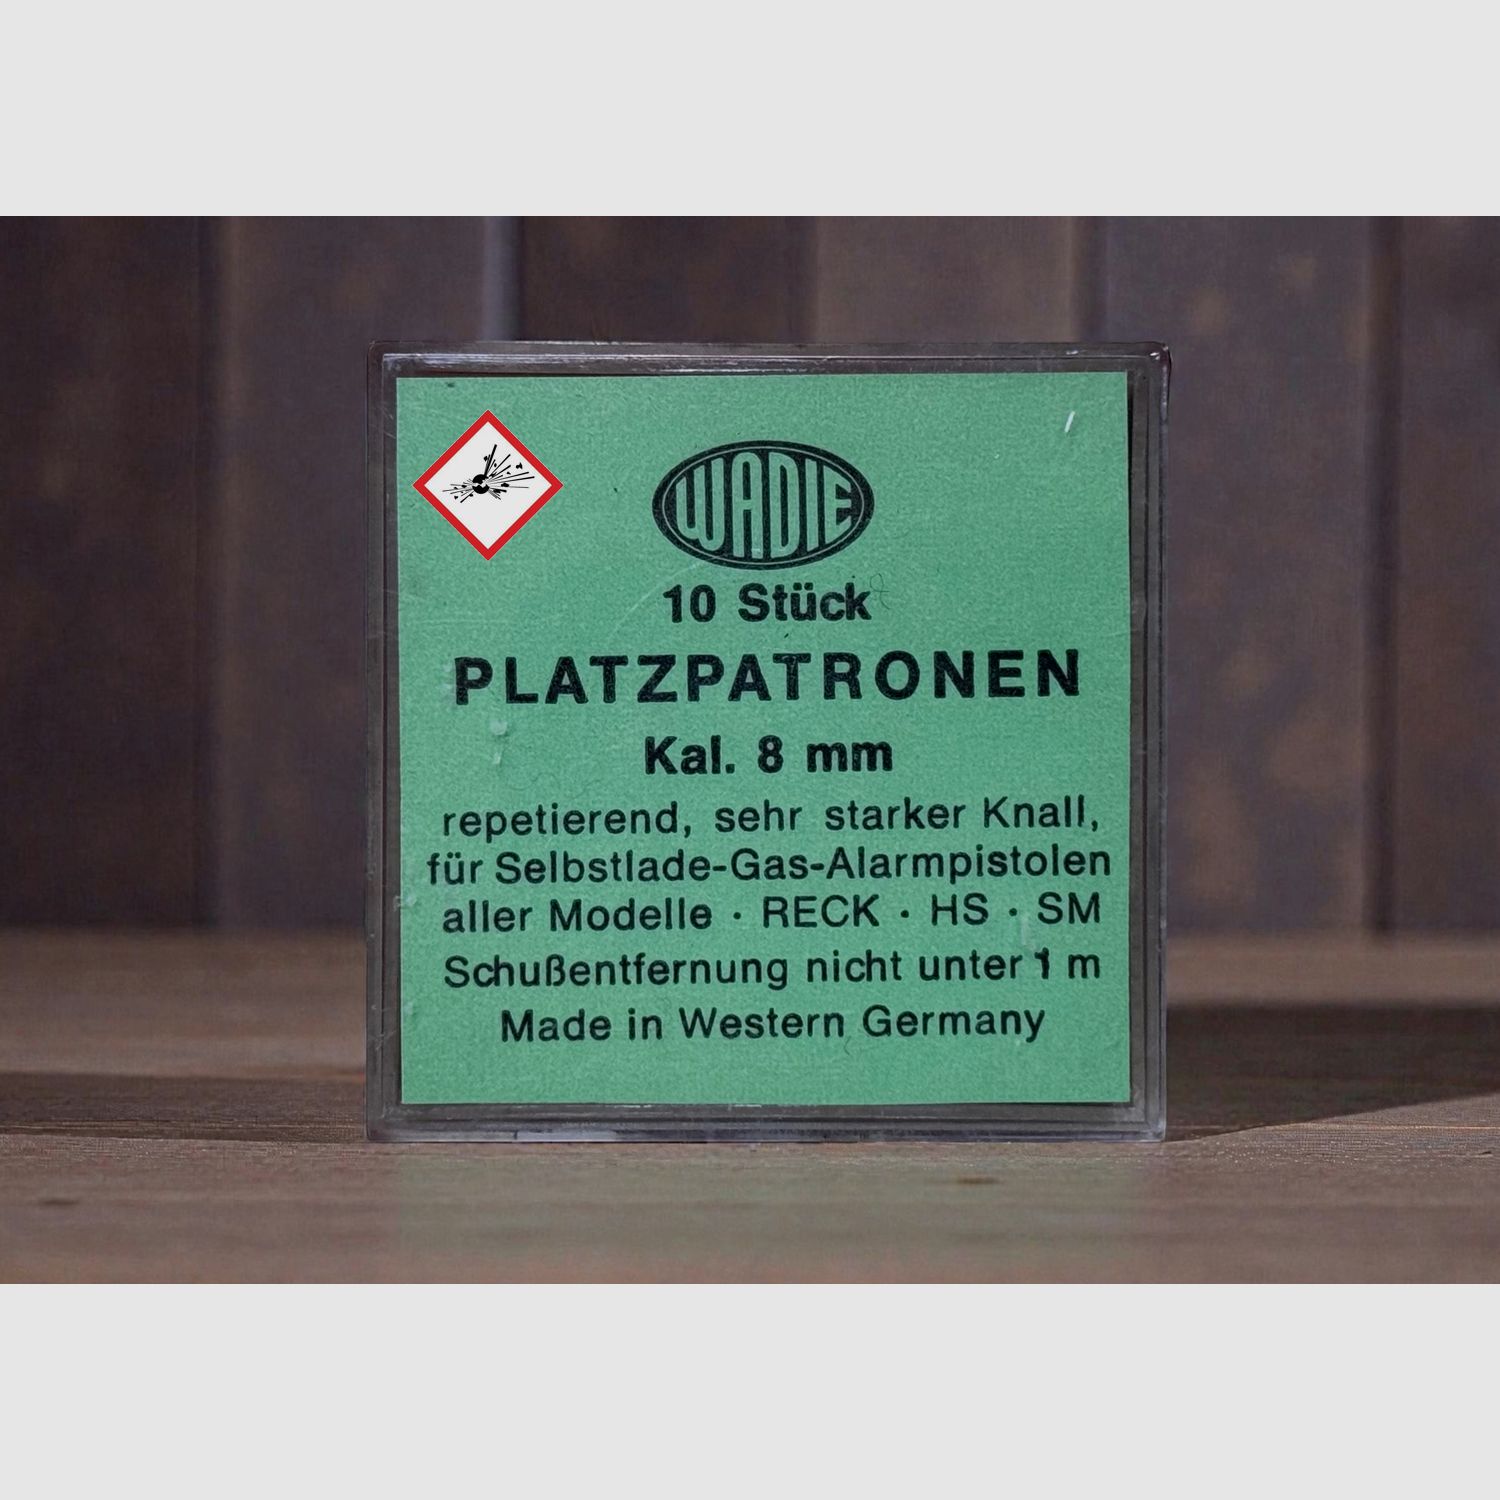 WADIE
10 Stück
PLATZPATRONEN
Kal. 8 mm
repetierend, sehr starker Knall,
für Selbstlade-Gas-Alarmpistolen
aller Modelle · RECK · HS · SM
Schußentfernung nicht unter 1 m
Made in Western Germany